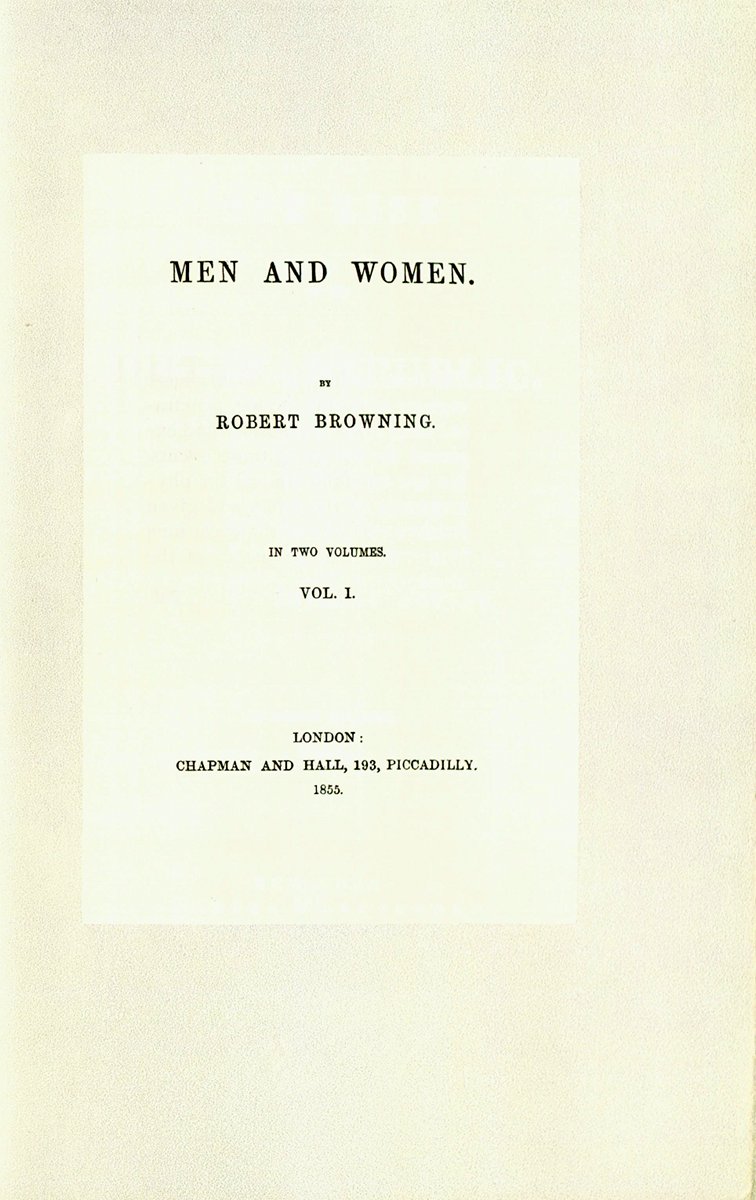 MEN AND WOMEN.
BY
ROBERT BROWNING.
IN TWO VOLUMES.
VOL. I.
LONDON:
CHAPMAN AND HALL, 193, PICCADILLY.
1855.